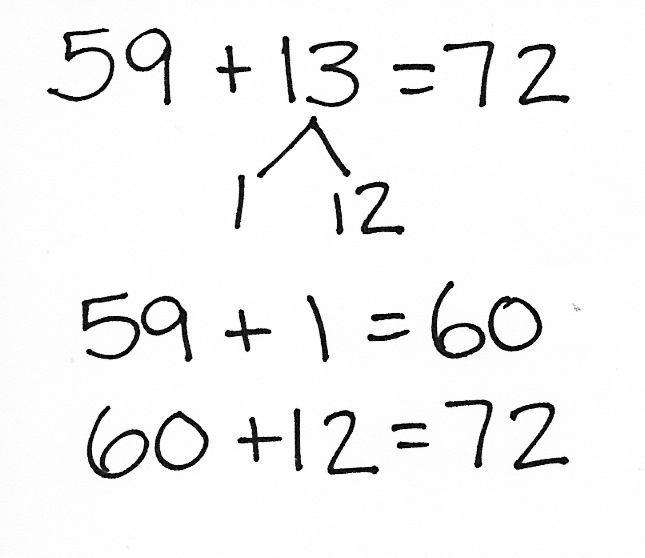 59 + 13 = 72
1 12
59 + 1 = 60
60 + 12 = 72